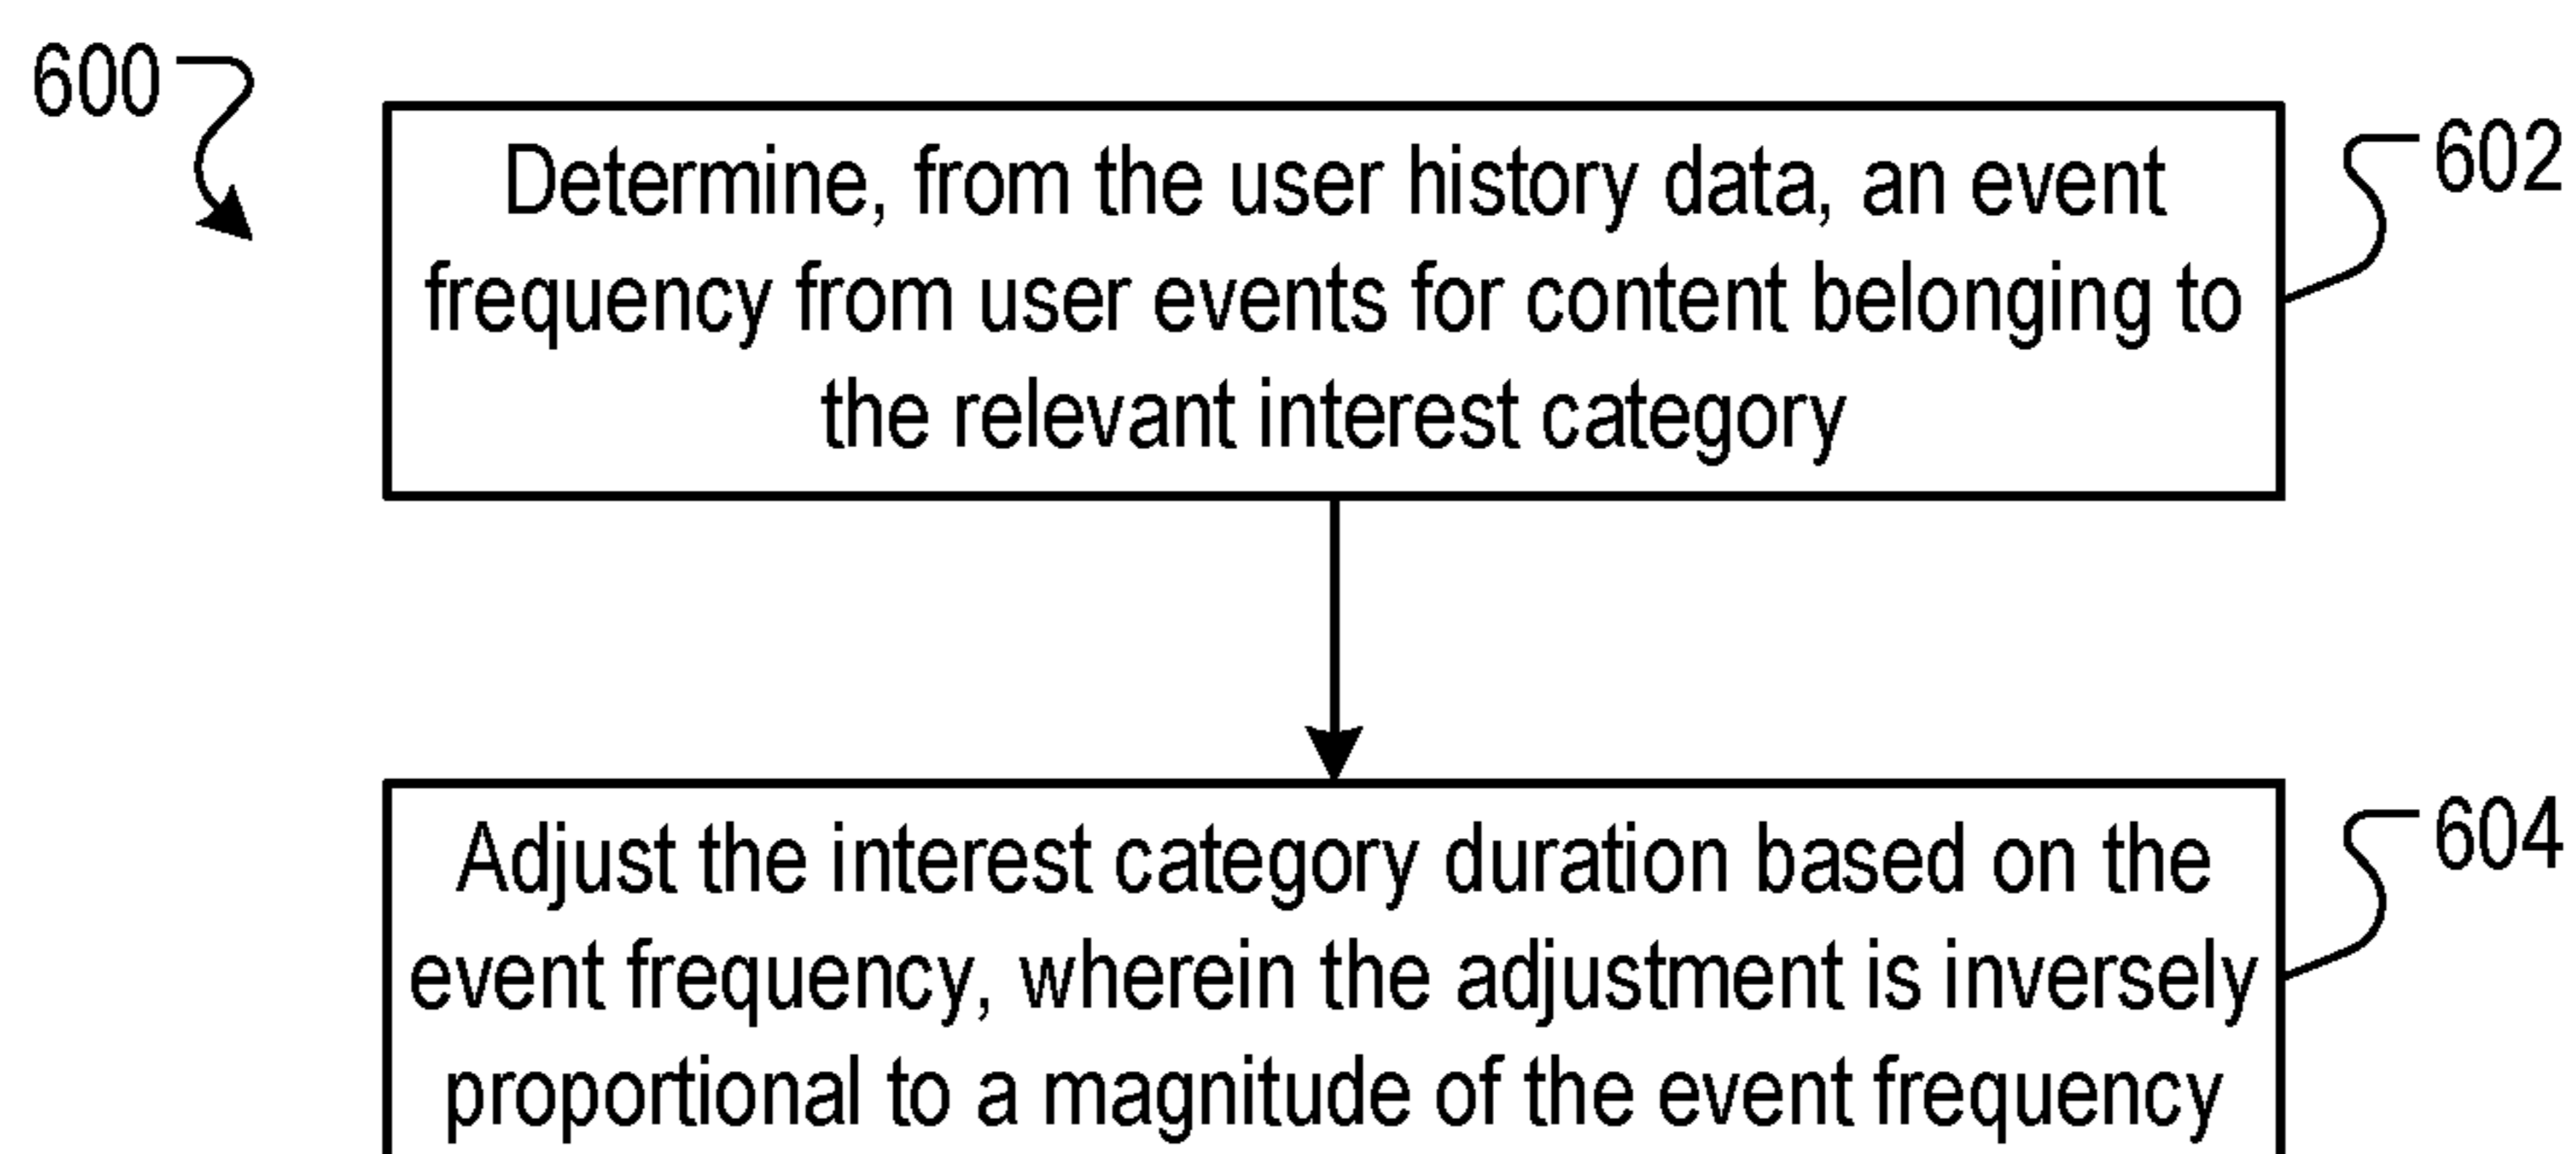 600
Determine, from the user history data, an event
602
frequency from user events for content belonging to
the relevant interest category
Adjust the interest category duration based on the
604
event frequency, wherein the adjustment is inversely
proportional to a magnitude of the event frequency